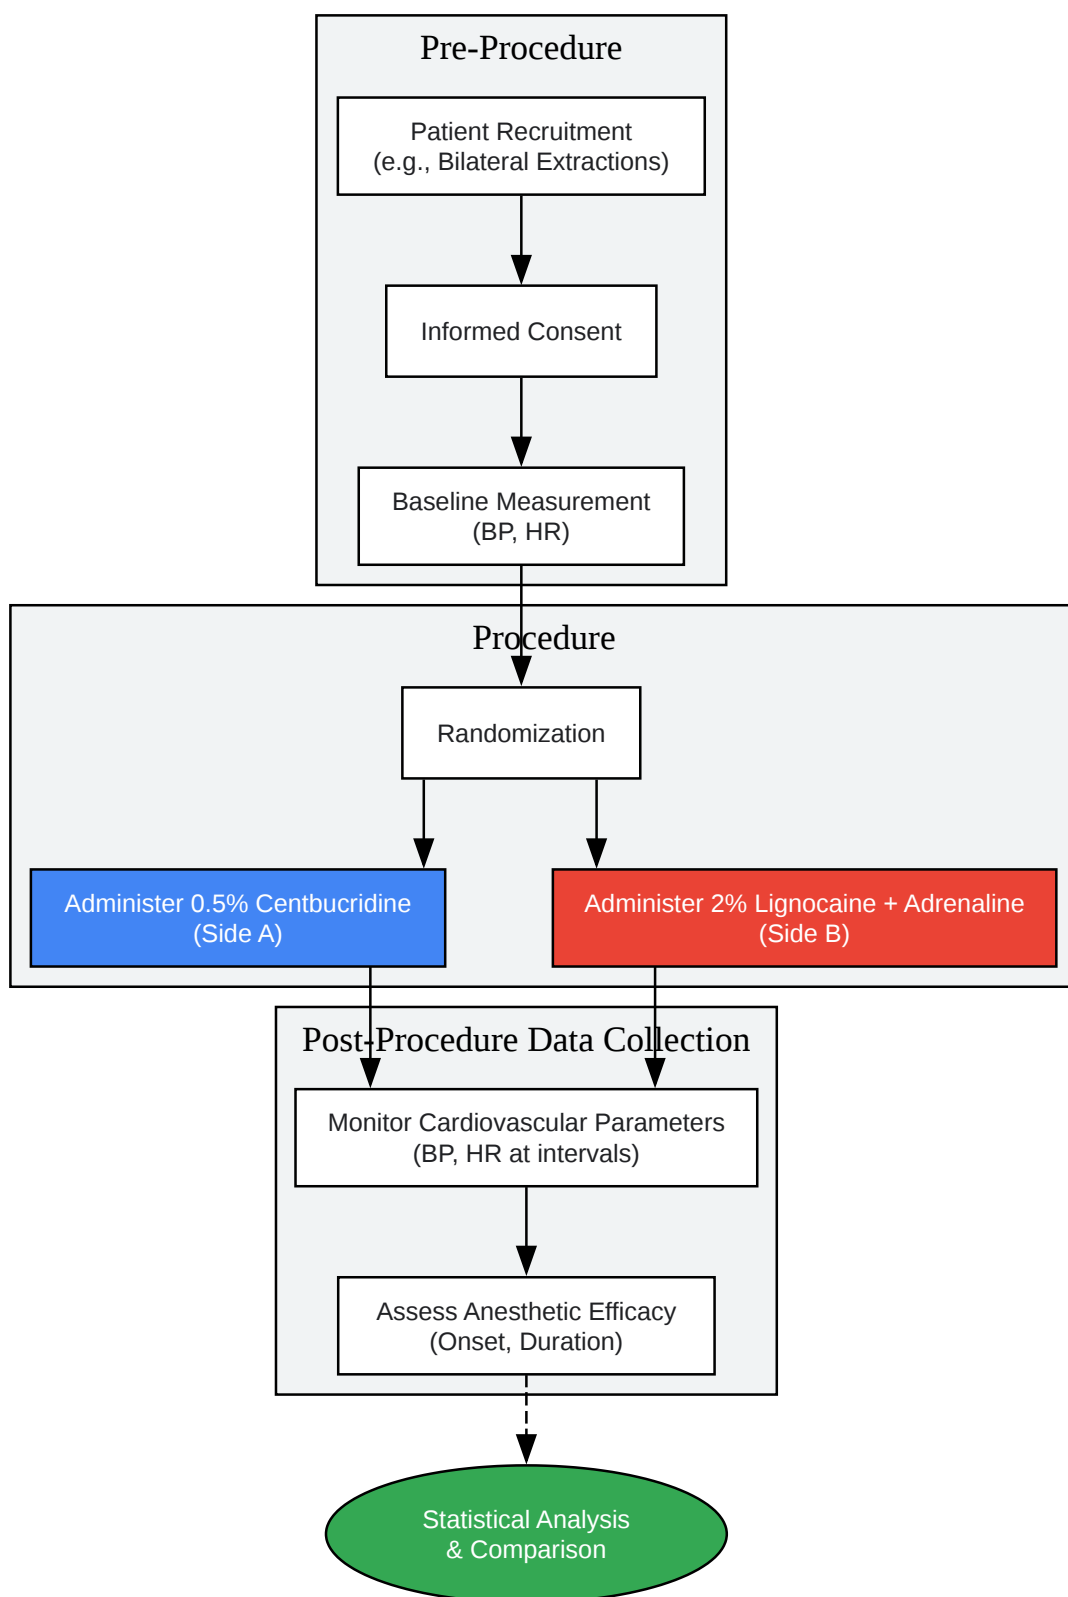 Pre-Procedure
Patient Recruitment
(e.g., Bilateral Extractions)
Informed Consent
Baseline Measurement
(BP, HR)
Procedure
Randomization
Administer 0.5% Centbucridine
(Side A)
Administer 2% Lignocaine + Adrenaline
(Side B)
Post-Procedure Data Collection
Monitor Cardiovascular Parameters
(BP, HR at intervals)
Assess Anesthetic Efficacy
(Onset, Duration)
Statistical Analysis
& Comparison